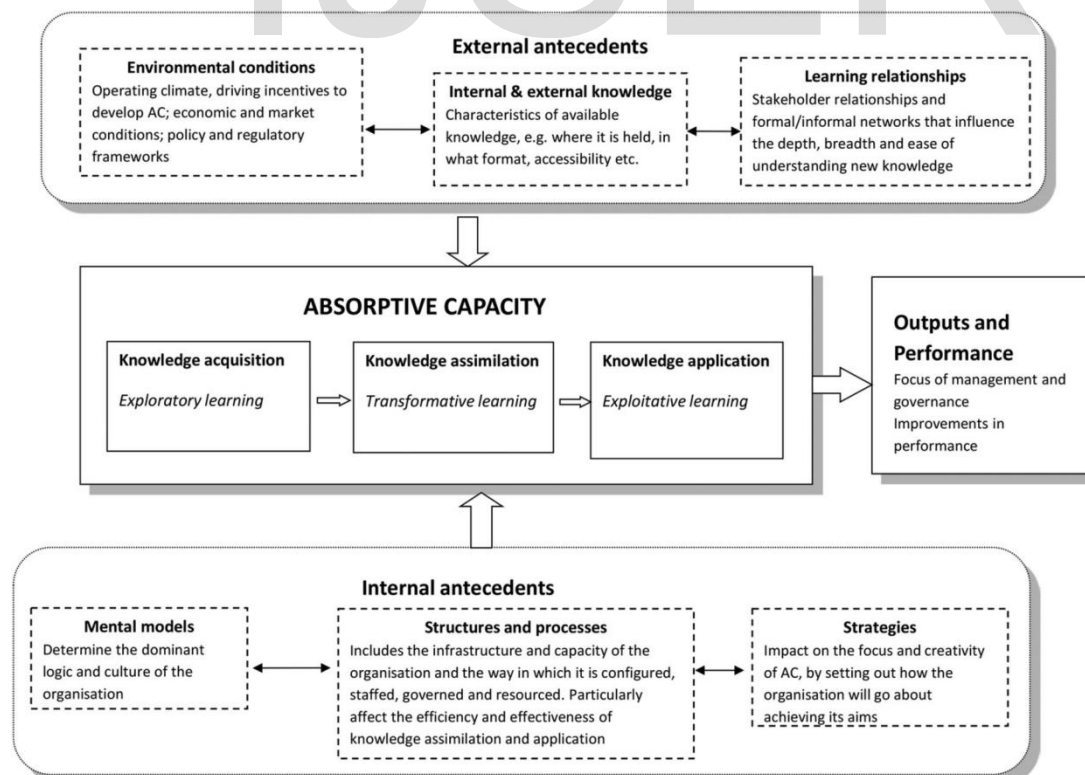 External antecedents
Environmental conditions
Operating climate, driving incentives to
develop AC; economic and market
conditions; policy and regulatory
frameworks
Internal & external knowledge
Characteristics of available
knowledge, e.g. where it is held, in
what format, accessibility etc.
Learning relationships
Stakeholder relationships and
formal/informal networks that influence
the depth, breadth and ease of
understanding new knowledge
ABSORPTIVE CAPACITY
Knowledge acquisition
Exploratory learning
Knowledge assimilation
Transformative learning
Knowledge application
Exploitative learning
Outputs and
Performance
Focus of management and
governance
Improvements in
performance
Internal antecedents
Mental models
Determine the dominant
logic and culture of the
organisation
Structures and processes
Includes the infrastructure and capacity of the
organisation and the way in which it is configured,
staffed, governed and resourced. Particularly
affect the efficiency and effectiveness of
knowledge assimilation and application
Strategies
Impact on the focus and creativity
of AC, by setting out how the
organisation will go about
achieving its aims